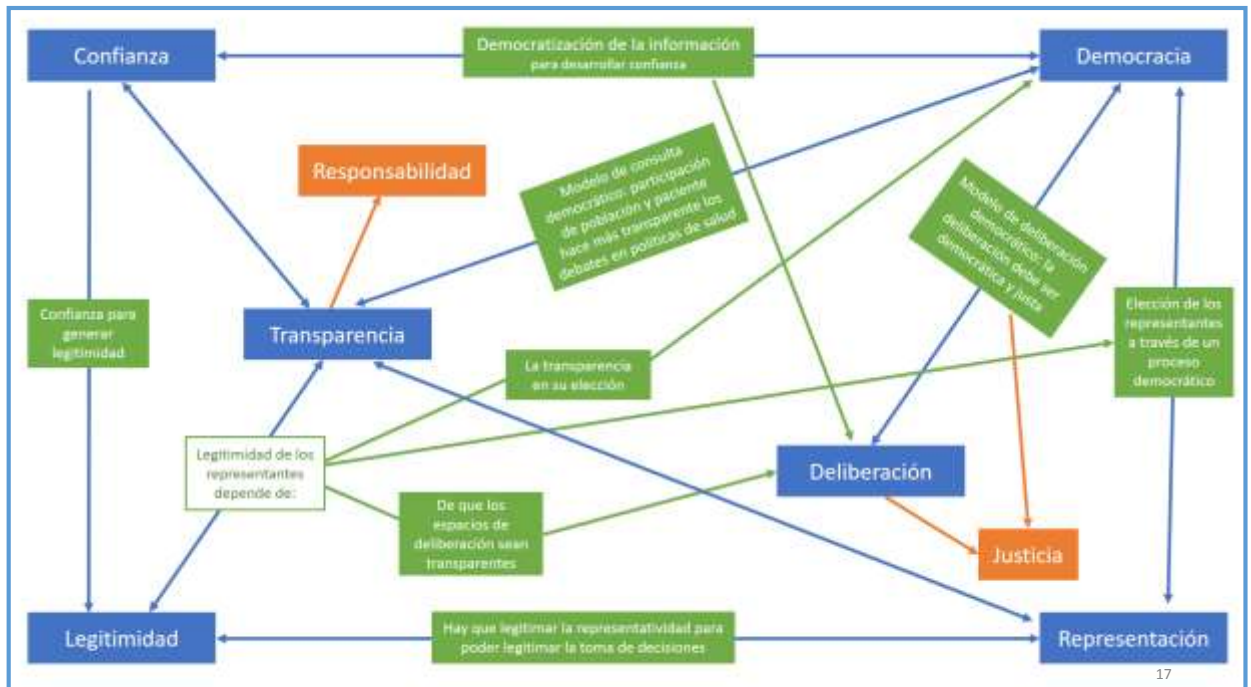 Confianza
Democratización de la información
para desarrollar confianza
Democracia
Responsabilidad
Modelo de consulta
democrático: participación
de población y paciente
hace más transparente los
debates en políticas de salud
Modelo de deliberación
democrático: la
deliberación debe ser
democrática y justa
Confianza para
generar
legitimidad
Transparencia
Elección de los
representantes
a través de un
proceso
democrático
La transparencia
en su elección
Legitimidad de los
representantes
depende de:
Deliberación
De que los
espacios de
deliberación sean
transparentes
Justicia
Legitimidad
Hay que legitimar la representatividad para
poder legitimar la toma de decisiones
Representación
17